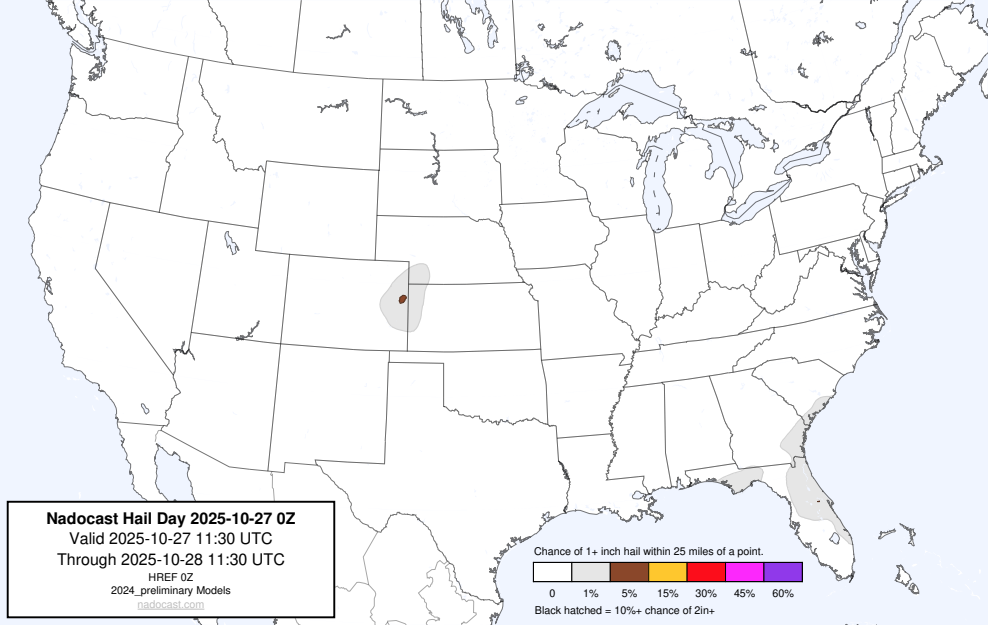 Nadocast Hail Day 2025-10-27 0Z
Valid 2025-10-27 11:30 UTC
Through 2025-10-28 11:30 UTC
HREF 0Z
2024_preliminary Models
nadocast.com
Chance of 1+ inch hail within 25 miles of a point.
0 1% 5% 15% 30% 45% 60%
Black hatched = 10%+ chance of 2in+